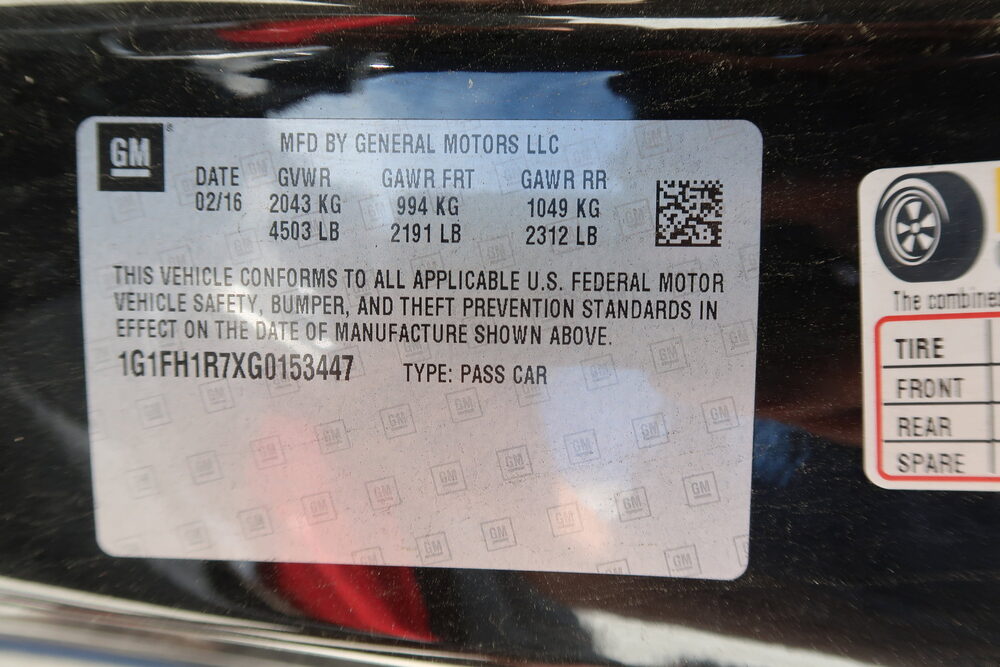 GM
MFD BY GENERAL MOTORS LLC
DATE GVWR GAWR FRT GAWR RR
02/16 2043 KG 994 KG 1049 KG
4503 LB 2191 LB 2312 LB
THIS VEHICLE CONFORMS TO ALL APPLICABLE U.S. FEDERAL MOTOR
VEHICLE SAFETY, BUMPER, AND THEFT PREVENTION STANDARDS IN
EFFECT ON THE DATE OF MANUFACTURE SHOWN ABOVE.
1G1FH1R7XG0153447 TYPE: PASS CAR
The
TIRE
FRONT
REAR
SPARE